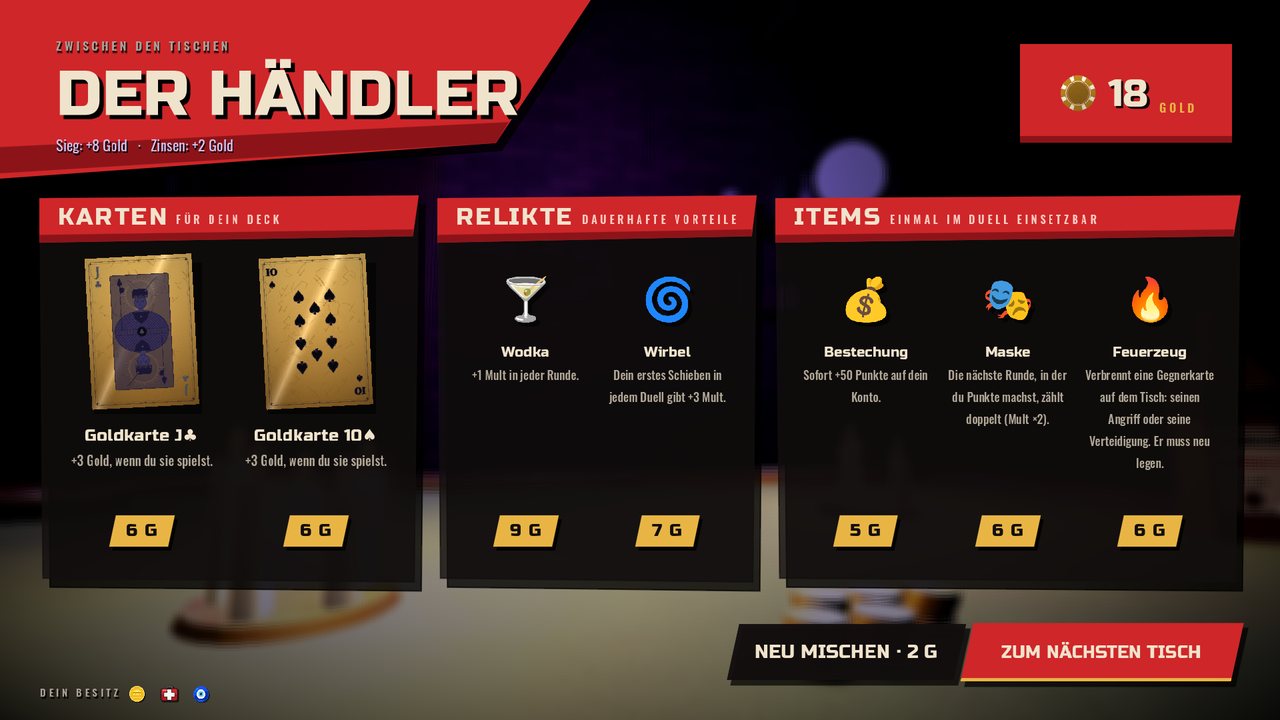 ZWISCHEN DEN TISCHEN
DER HÄNDLER
Sieg: +8 Gold · Zinsen: +2 Gold
18 GOLD
KARTEN FÜR DEIN DECK
J♣
10♠
Goldkarte J♣
+3 Gold, wenn du sie spielst.
6 G
Goldkarte 10♠
+3 Gold, wenn du sie spielst.
6 G
RELIKTE DAUERHAFTE VORTEILE
Wodka
+1 Mult in jeder Runde.
9 G
Wirbel
Dein erstes Schieben in
jedem Duell gibt +3 Mult.
7 G
ITEMS EINMAL IM DUELL EINSETZBAR
Bestechung
Sofort +50 Punkte auf dein
Konto.
5 G
Maske
Die nächste Runde, in der
du Punkte machst, zählt
doppelt (Mult ×2).
6 G
Feuerzeug
Verbrennt eine Gegnerkarte
auf dem Tisch: seinen
Angriff oder seine
Verteidigung. Er muss neu
legen.
6 G
NEU MISCHEN · 2 G
ZUM NÄCHSTEN TISCH
DEIN BESITZ